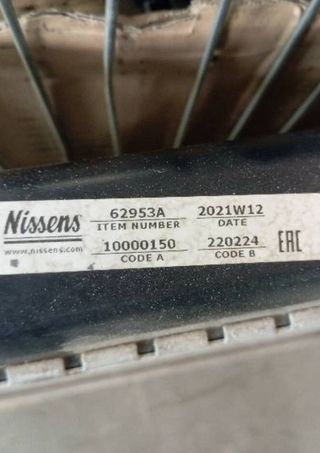 Nissens
www.nissens.com
62953A 2021W12
ITEM NUMBER DATE
10000150 220224
CODE A CODE B
EAC